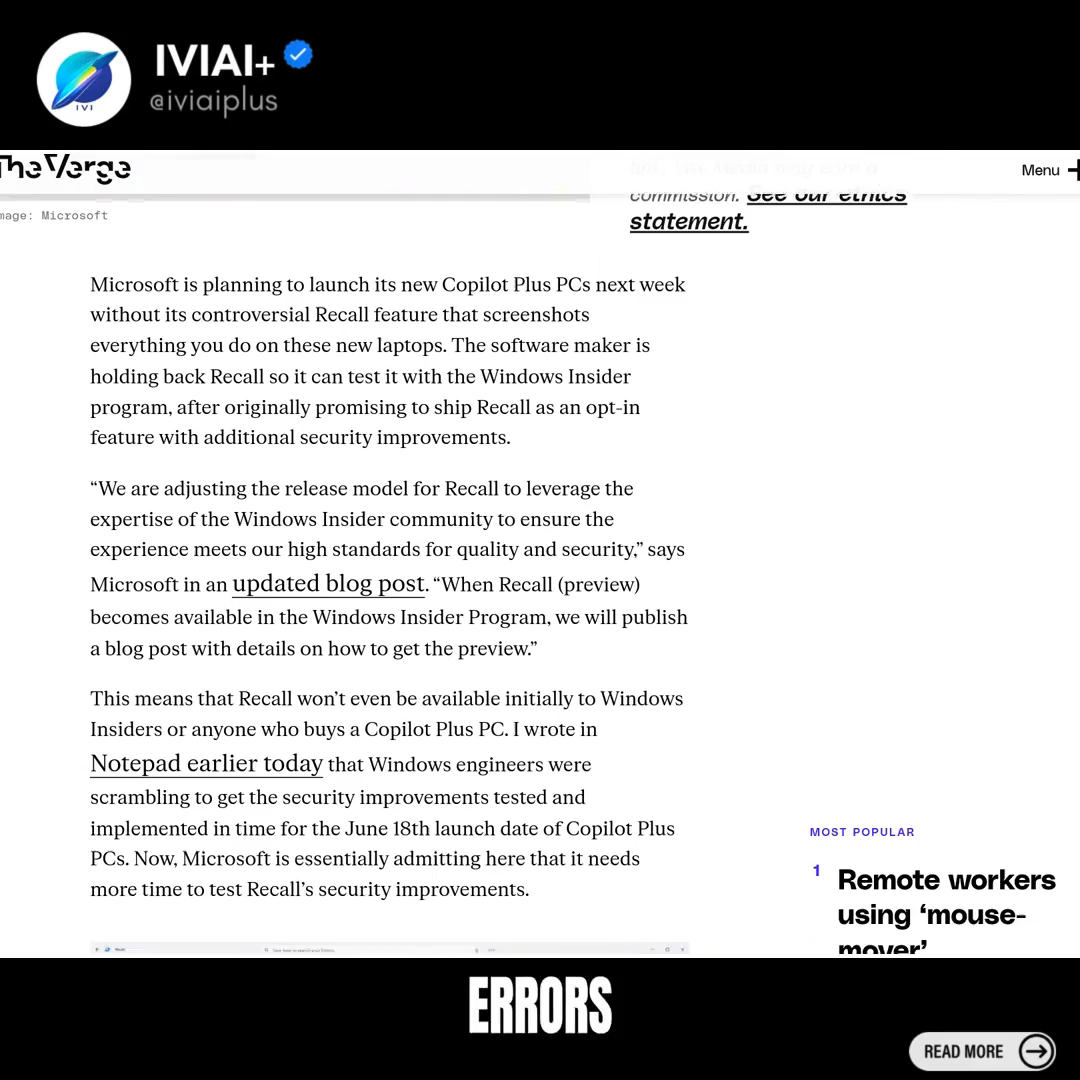 IVIAI+
@iviaiplus
IVI
The Verge
Menu
commission. See our ethics
statement.
mage: Microsoft
Microsoft is planning to launch its new Copilot Plus PCs next week
without its controversial Recall feature that screenshots
everything you do on these new laptops. The software maker is
holding back Recall so it can test it with the Windows Insider
program, after originally promising to ship Recall as an opt-in
feature with additional security improvements.
“We are adjusting the release model for Recall to leverage the
expertise of the Windows Insider community to ensure the
experience meets our high standards for quality and security,” says
Microsoft in an updated blog post. “When Recall (preview)
becomes available in the Windows Insider Program, we will publish
a blog post with details on how to get the preview.”
This means that Recall won’t even be available initially to Windows
Insiders or anyone who buys a Copilot Plus PC. I wrote in
Notepad earlier today that Windows engineers were
scrambling to get the security improvements tested and
implemented in time for the June 18th launch date of Copilot Plus
PCs. Now, Microsoft is essentially admitting here that it needs
more time to test Recall’s security improvements.
MOST POPULAR
1
Remote workers
using ‘mouse-
mover’
ERRORS
READ MORE